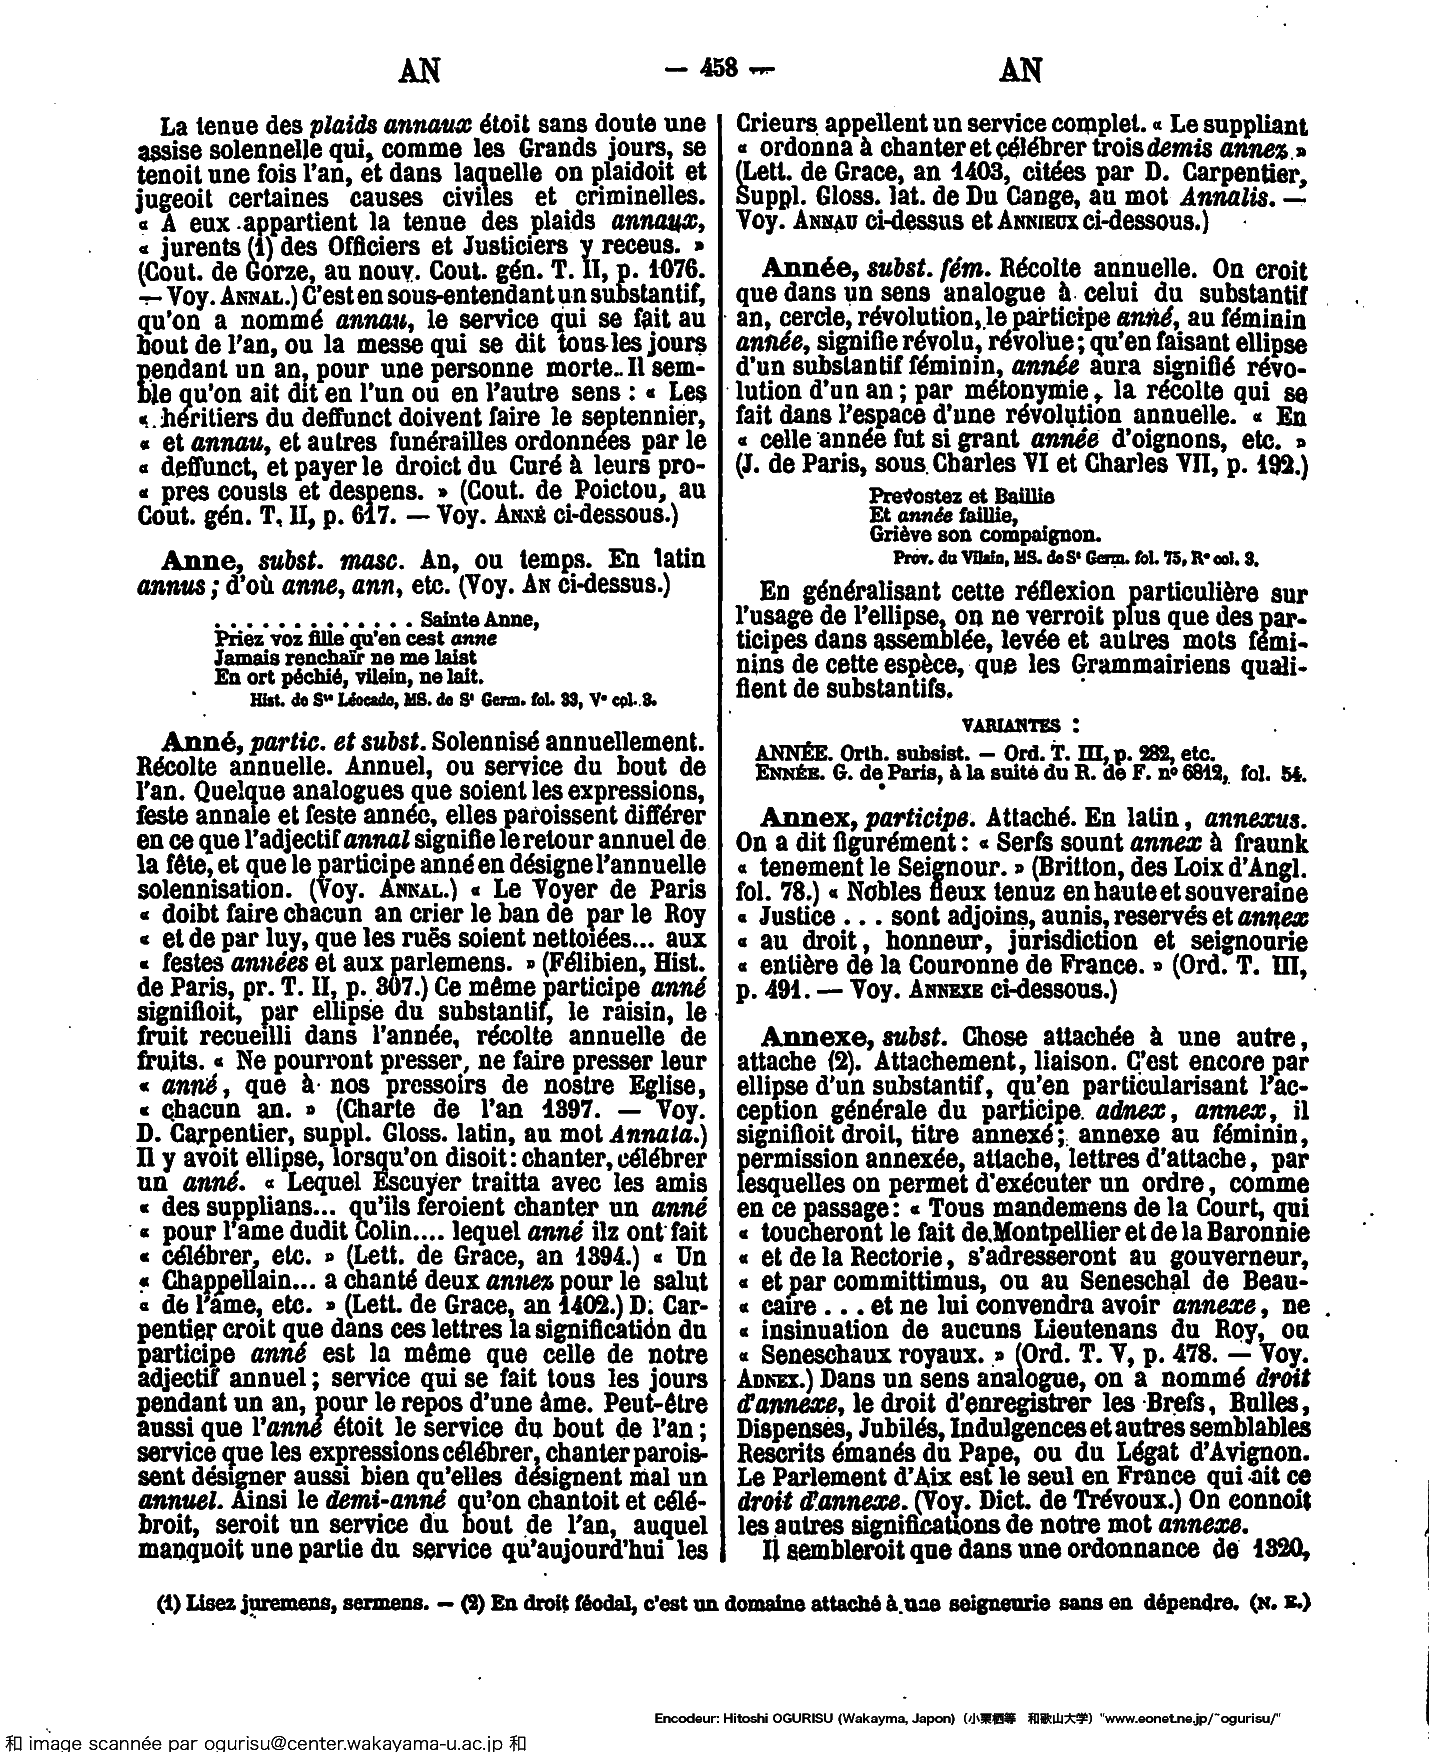 AN
— 458 —
AN
La tenue des plaids annaux étoit sans doute une
assise solennelle qui, comme les Grands jours, se
tenoit une fois l'an, et dans laquelle on plaidoit et
jugeoit certaines causes civiles et criminelles.
« A eux appartient la tenue des plaids annaux,
« jurents (1) des Officiers et Justiciers y receus. »
(Cout. de Gorze, au nouv. Cout. gén. T. II, p. 1076.
— Voy. ANNAL.) C'est en sous-entendant un substantif,
qu'on a nommé annau, le service qui se fait au
bout de l'an, ou la messe qui se dit tous les jours
pendant un an, pour une personne morte. Il sem-
ble qu'on ait dit en l'un ou en l'autre sens : « Les
« héritiers du deffunct doivent faire le septennier,
« et annau, et autres funérailles ordonnées par le
« deffunct, et payer le droict du Curé à leurs pro-
« pres cousts et despens. » (Cout. de Poictou, au
Cout. gén. T. II, p. 617. — Voy. ANNÉ ci-dessous.)
Anne, subst. masc. An, ou temps. En latin
annus ; d'où anne, ann, etc. (Voy. AN ci-dessus.)
. . . . . . . . . . . . . Sainte Anne,
Priez voz fille qu'en cest anne
Jamais renchaïr ne me laist
En ort péchié, vilein, ne lait.
Hist. de Ste Léocade, MS. de St Germ. fol. 33, Vo col. 3.
Anné, partic. et subst. Solennisé annuellement.
Récolte annuelle. Annuel, ou service du bout de
l'an. Quelque analogues que soient les expressions,
feste annale et feste année, elles paroissent différer
en ce que l'adjectif annal signifie le retour annuel de
la fête, et que le participe anné en désigne l'annuelle
solennisation. (Voy. ANNAL.) « Le Voyer de Paris
« doibt faire chacun an crier le ban de par le Roy
« et de par luy, que les ruës soient nettoiées... aux
« festes années et aux parlemens. » (Félibien, Hist.
de Paris, pr. T. II, p. 307.) Ce même participe anné
signifioit, par ellipse du substantif, le raisin, le
fruit recueilli dans l'année, récolte annuelle de
fruits. « Ne pourront presser, ne faire presser leur
« anné, que à nos pressoirs de nostre Eglise,
« chacun an. » (Charte de l'an 1397. — Voy.
D. Carpentier, suppl. Gloss. latin, au mot Annata.)
Il y avoit ellipse, lorsqu'on disoit : chanter, célébrer
un anné. « Lequel Escuyer traitta avec les amis
« des supplians... qu'ils feroient chanter un anné
« pour l'ame dudit Colin.... lequel anné ilz ont fait
« célébrer, etc. » (Lett. de Grace, an 1394.) « Un
« Chappellain... a chanté deux annez pour le salut
« de l'ame, etc. » (Lett. de Grace, an 1402.) D. Car-
pentier croit que dans ces lettres la signification du
participe anné est la même que celle de notre
adjectif annuel ; service qui se fait tous les jours
pendant un an, pour le repos d'une âme. Peut-être
aussi que l'anné étoit le service du bout de l'an ;
service que les expressions célébrer, chanter parois-
sent désigner aussi bien qu'elles désignent mal un
annuel. Ainsi le demi-anné qu'on chantoit et célé-
broit, seroit un service du bout de l'an, auquel
manquoit une partie du service qu'aujourd'hui les
Crieurs appellent un service complet. « Le suppliant
« ordonna à chanter et célébrer trois demis annez. »
(Lett. de Grace, an 1403, citées par D. Carpentier,
Suppl. Gloss. lat. de Du Cange, au mot Annalis. —
Voy. ANNAU ci-dessus et ANNIEUX ci-dessous.)
Année, subst. fém. Récolte annuelle. On croit
que dans un sens analogue à celui du substantif
an, cercle, révolution, le participe anné, au féminin
année, signifie révolu, révolue ; qu'en faisant ellipse
d'un substantif féminin, année aura signifié révo-
lution d'un an ; par métonymie, la récolte qui se
fait dans l'espace d'une révolution annuelle. « En
« celle année fut si grant année d'oignons, etc. »
(J. de Paris, sous Charles VI et Charles VII, p. 192.)
Prevostez et Baillie
Et année faillie,
Griève son compaignon.
Prov. du Vilain, MS. de St Germ. fol. 75, Ro col. 3.
En généralisant cette réflexion particulière sur
l'usage de l'ellipse, on ne verroit plus que des par-
ticipes dans assemblée, levée et autres mots fémi-
nins de cette espèce, que les Grammairiens quali-
fient de substantifs.
VARIANTES :
ANNÉE. Orth. subsist. — Ord. T. III, p. 282, etc.
ENNÉE. G. de Paris, à la suite du R. de F. no 6812, fol. 54.
Annex, participe. Attaché. En latin, annexus.
On a dit figurément : « Serfs sount annex à fraunk
« tenement le Seignour. » (Britton, des Loix d'Angl.
fol. 78.) « Nobles fieux tenuz en haute et souveraine
« Justice . . . sont adjoins, aunis, reservés et annex
« au droit, honneur, jurisdiction et seignourie
« entière de la Couronne de France. » (Ord. T. III,
p. 491. — Voy. ANNEXE ci-dessous.)
Annexe, subst. Chose attachée à une autre,
attache (2). Attachement, liaison. C'est encore par
ellipse d'un substantif, qu'en particularisant l'ac-
ception générale du participe adnex, annex, il
signifioit droit, titre annexé ; annexe au féminin,
permission annexée, attache, lettres d'attache, par
lesquelles on permet d'exécuter un ordre, comme
en ce passage : « Tous mandemens de la Court, qui
« toucheront le fait de Montpellier et de la Baronnie
« et de la Rectorie, s'adresseront au gouverneur,
« et par committimus, ou au Seneschal de Beau-
« caire . . . et ne lui convendra avoir annexe, ne
« insinuation de aucuns Lieutenans du Roy, ou
« Seneschaux royaux. » (Ord. T. V, p. 478. — Voy.
ADNEX.) Dans un sens analogue, on a nommé droit
d'annexe, le droit d'enregistrer les Brefs, Bulles,
Dispenses, Jubilés, Indulgences et autres semblables
Rescrits émanés du Pape, ou du Légat d'Avignon.
Le Parlement d'Aix est le seul en France qui ait ce
droit d'annexe. (Voy. Dict. de Trévoux.) On connoit
les autres significations de notre mot annexe.
Il sembleroit que dans une ordonnance de 1320,
(1) Lisez juremens, sermens. — (2) En droit féodal, c'est un domaine attaché à une seigneurie sans en dépendre. (N. E.)
Encodeur: Hitoshi OGURISU (Wakayma, Japon) (小栗栖等 和歌山大学) "www.eonet.ne.jp/~ogurisu/"
和 image scannée par ogurisu@center.wakayama-u.ac.jp 和